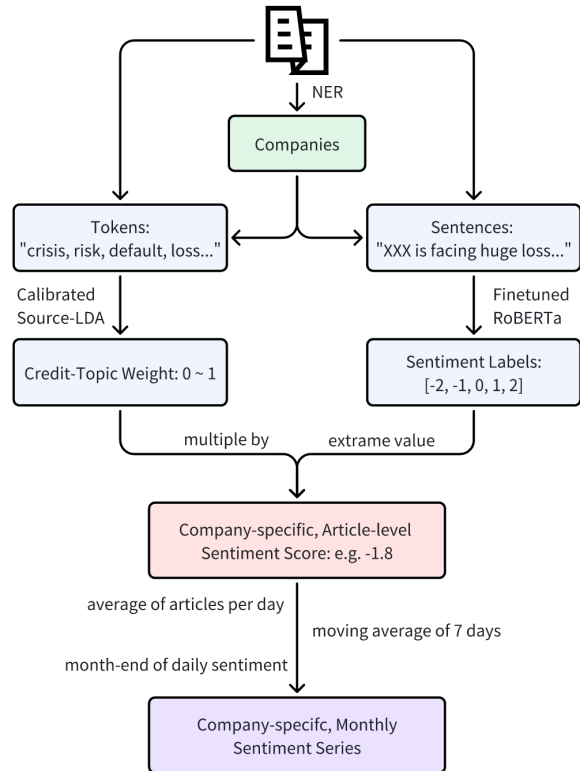 NER
Companies
Tokens:
"crisis, risk, default, loss..."
Sentences:
"XXX is facing huge loss..."
Calibrated
Source-LDA
Finetuned
RoBERTa
Credit-Topic Weight: 0 ~ 1
Sentiment Labels:
[-2, -1, 0, 1, 2]
multiple by
extrame value
Company-specific, Article-level
Sentiment Score: e.g. -1.8
average of articles per day
moving average of 7 days
month-end of daily sentiment
Company-specifc, Monthly
Sentiment Series